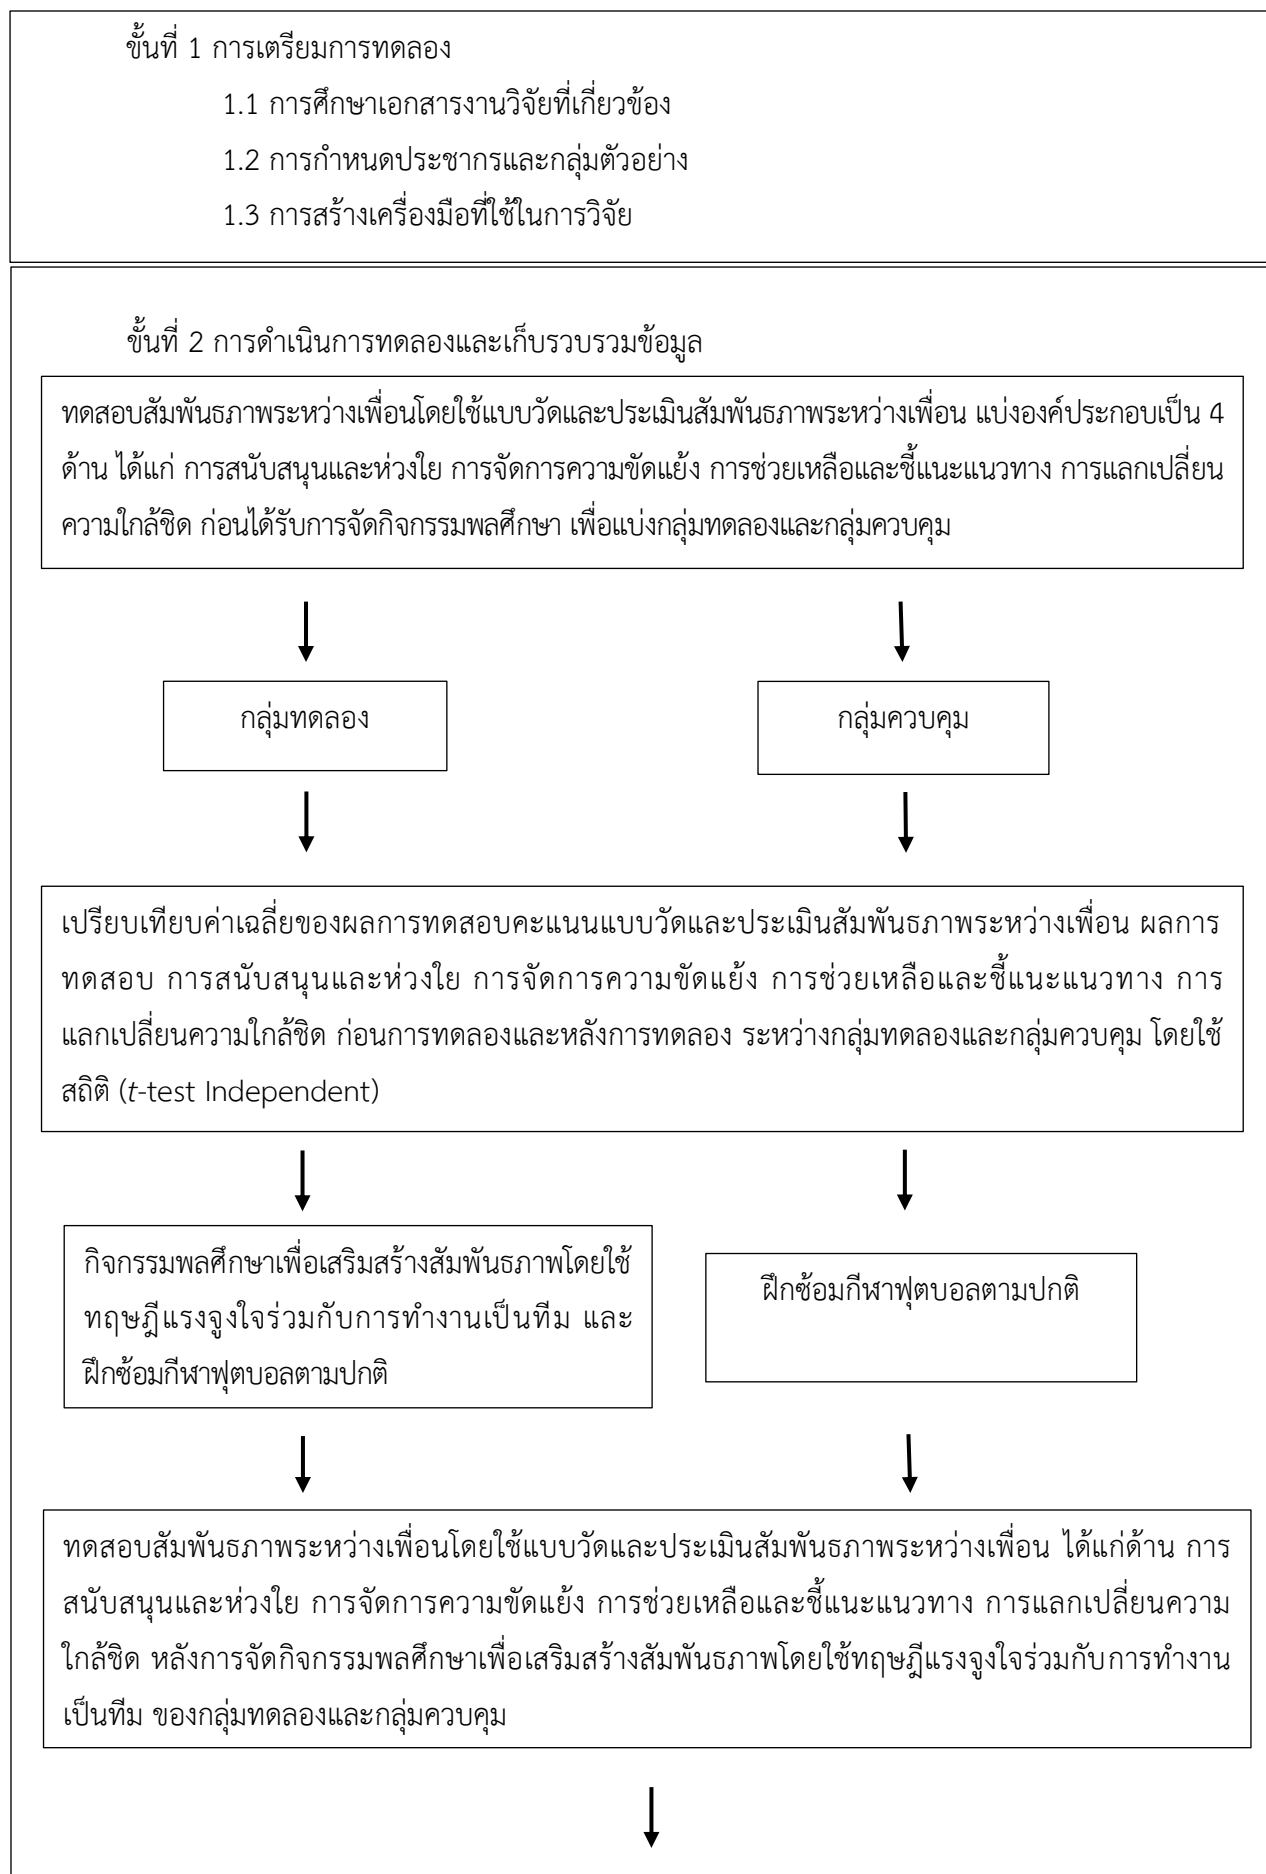 ขั้นที่ 1 การเตรียมการทดลอง
1.1 การศึกษาเอกสารงานวิจัยที่เกี่ยวข้อง
1.2 การกำหนดประชากรและกลุ่มตัวอย่าง
1.3 การสร้างเครื่องมือที่ใช้ในการวิจัย
ขั้นที่ 2 การดำเนินการทดลองและเก็บรวบรวมข้อมูล
ทดสอบสัมพันธภาพระหว่างเพื่อนโดยใช้แบบวัดและประเมินสัมพันธภาพระหว่างเพื่อน แบ่งองค์ประกอบเป็น 4
ด้าน ได้แก่ การสนับสนุนและห่วงใย การจัดการความขัดแย้ง การช่วยเหลือและชี้แนะแนวทาง การแลกเปลี่ยน
ความใกล้ชิด ก่อนได้รับการจัดกิจกรรมพลศึกษา เพื่อแบ่งกลุ่มทดลองและกลุ่มควบคุม
กลุ่มทดลอง
กลุ่มควบคุม
เปรียบเทียบค่าเฉลี่ยของผลการทดสอบคะแนนแบบวัดและประเมินสัมพันธภาพระหว่างเพื่อน ผลการ
ทดสอบ การสนับสนุนและห่วงใย การจัดการความขัดแย้ง การช่วยเหลือและชี้แนะแนวทาง การ
แลกเปลี่ยนความใกล้ชิด ก่อนการทดลองและหลังการทดลอง ระหว่างกลุ่มทดลองและกลุ่มควบคุม โดยใช้
สถิติ (t-test Independent)
กิจกรรมพลศึกษาเพื่อเสริมสร้างสัมพันธภาพโดยใช้
ทฤษฎีแรงจูงใจร่วมกับการทำงานเป็นทีม และ
ฝึกซ้อมกีฬาฟุตบอลตามปกติ
ฝึกซ้อมกีฬาฟุตบอลตามปกติ
ทดสอบสัมพันธภาพระหว่างเพื่อนโดยใช้แบบวัดและประเมินสัมพันธภาพระหว่างเพื่อน ได้แก่ด้าน การ
สนับสนุนและห่วงใย การจัดการความขัดแย้ง การช่วยเหลือและชี้แนะแนวทาง การแลกเปลี่ยนความ
ใกล้ชิด หลังการจัดกิจกรรมพลศึกษาเพื่อเสริมสร้างสัมพันธภาพโดยใช้ทฤษฎีแรงจูงใจร่วมกับการทำงาน
เป็นทีม ของกลุ่มทดลองและกลุ่มควบคุม